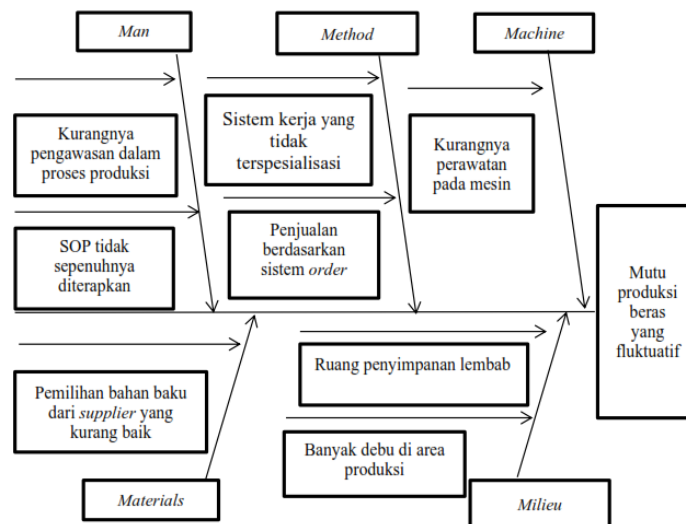 Man
Method
Machine
Kurangnya
pengawasan dalam
proses produksi
Sistem kerja yang
tidak
terspesialisasi
Kurangnya
perawatan
pada mesin
SOP tidak
sepenuhnya
diterapkan
Penjualan
berdasarkan
sistem order
Mutu
produksi
beras
yang
fluktuatif
Pemilihan bahan baku
dari supplier yang
kurang baik
Ruang penyimpanan lembab
Banyak debu di area
produksi
Materials
Milieu